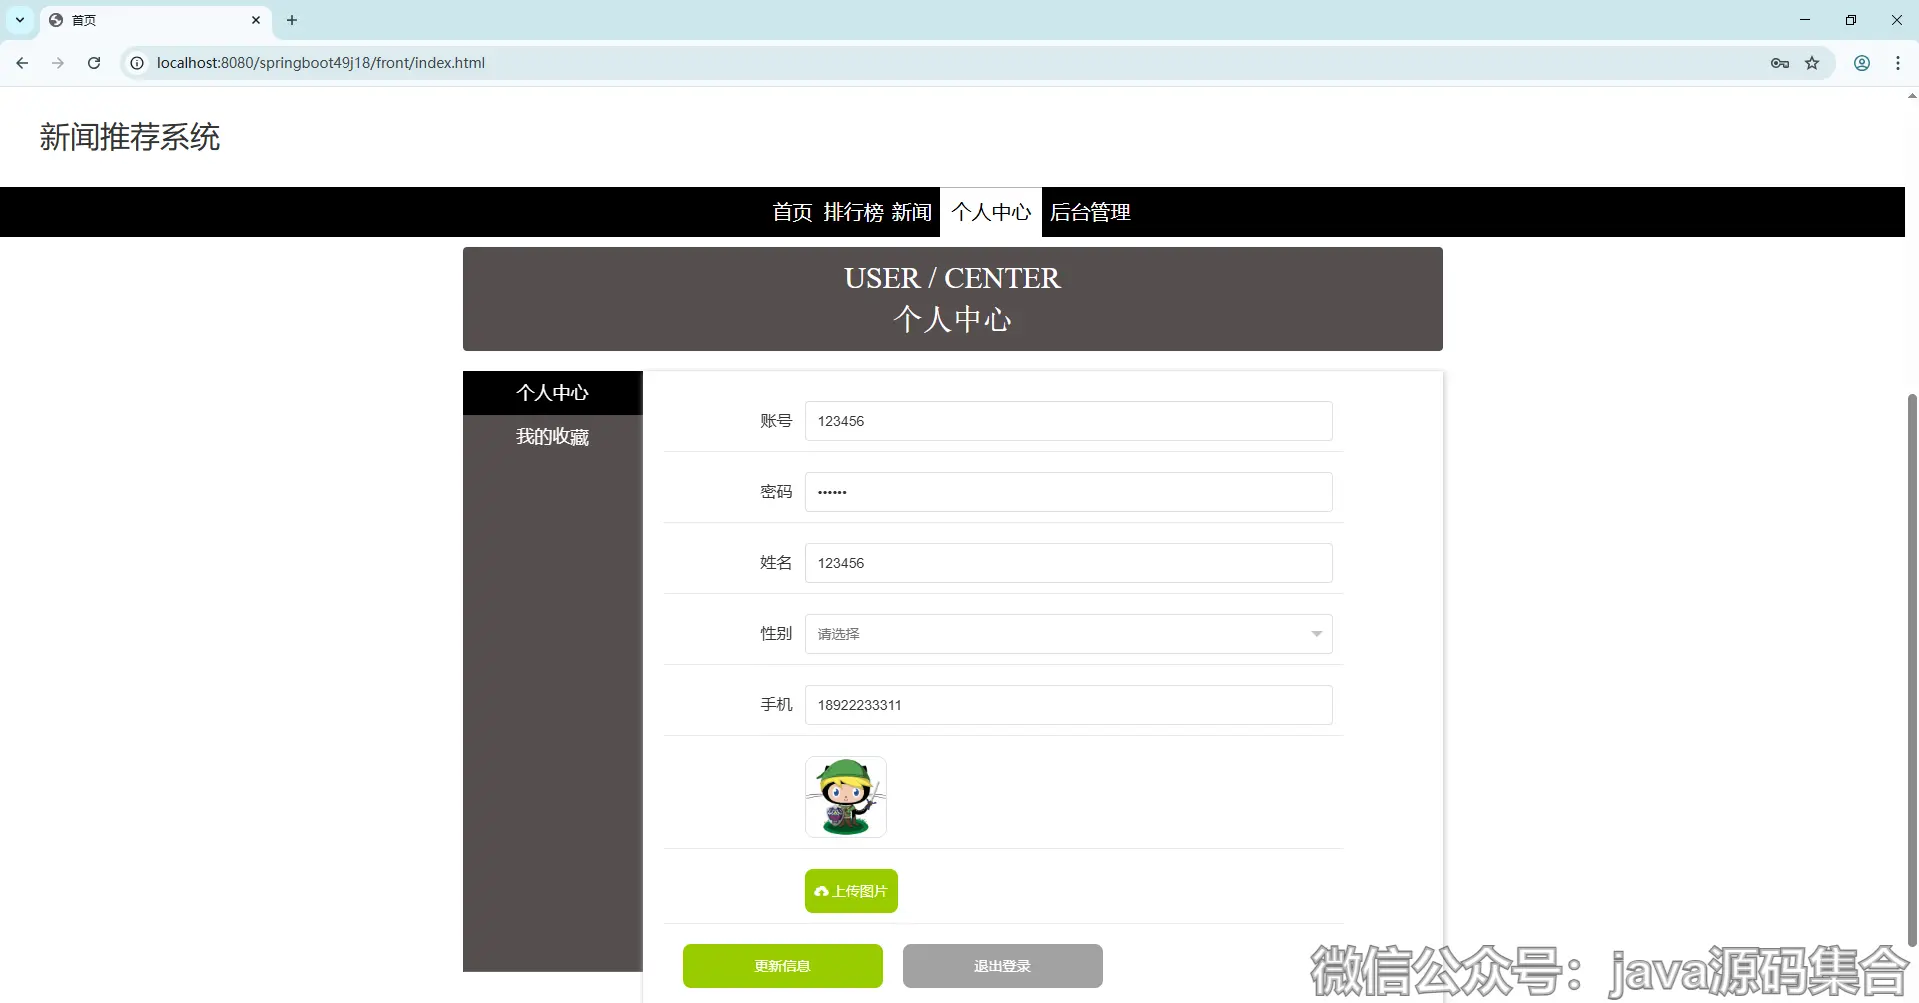 首页
localhost:8080/springboot49j18/front/index.html
新闻推荐系统
首页 排行榜 新闻 个人中心 后台管理
USER / CENTER
个人中心
个人中心
我的收藏
账号 123456
密码 ••••••
姓名 123456
性别 请选择
手机 18922233311
上传图片
更新信息 退出登录
微信公众号：java源码集合